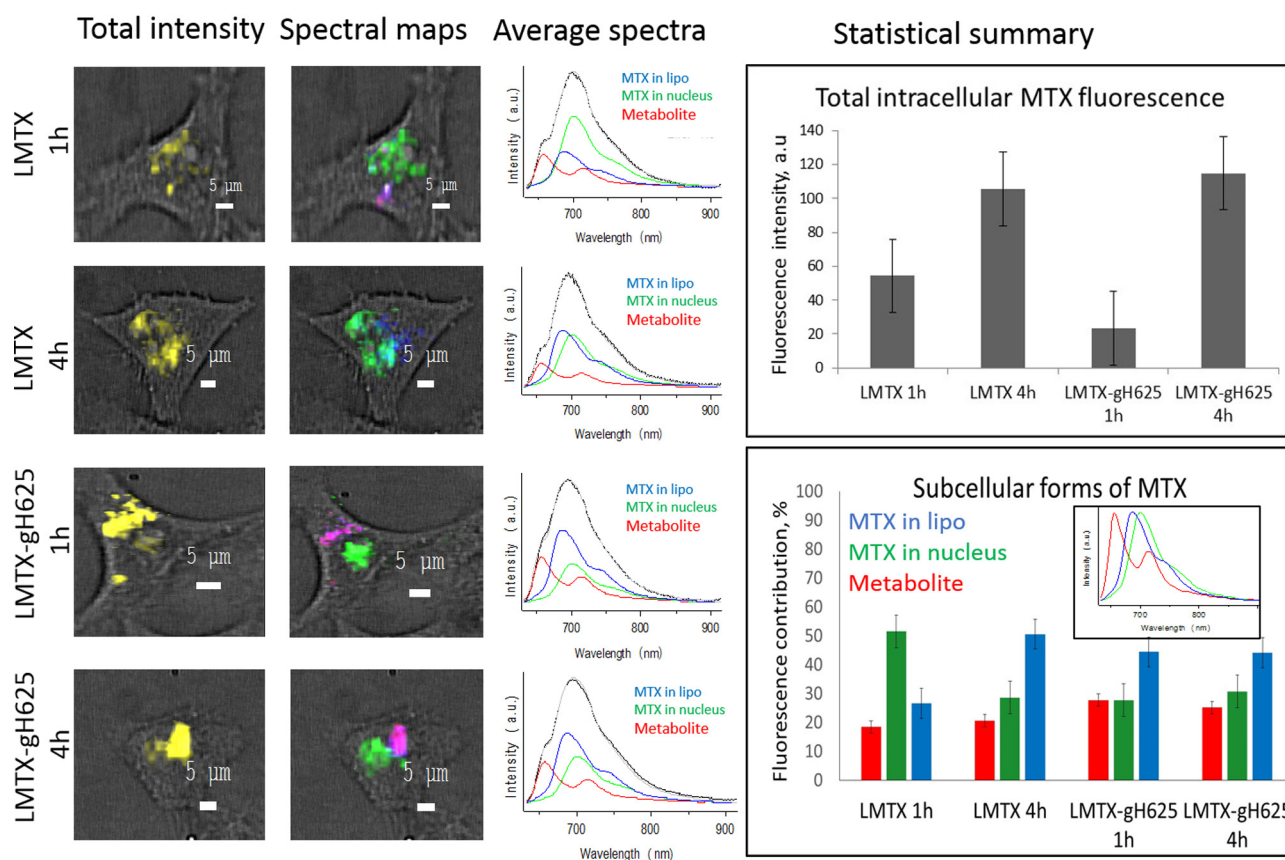 Total intensity
Spectral maps
Average spectra
Statistical summary
LMTX
1h
5 μm
5 μm
Intensity (a.u.)
MTX in lipo
MTX in nucleus
Metabolite
700
800
900
Wavelength (nm)
LMTX
4h
5 μm
5 μm
Intensity (a.u.)
MTX in lipo
MTX in nucleus
Metabolite
700
800
900
Wavelength (nm)
LMTX-gH625
1h
5 μm
5 μm
Intensity (a.u.)
MTX in lipo
MTX in nucleus
Metabolite
700
800
900
Wavelength (nm)
LMTX-gH625
4h
5 μm
5 μm
Intensity (a.u.)
MTX in lipo
MTX in nucleus
Metabolite
700
800
900
Wavelength (nm)
Total intracellular MTX fluorescence
Fluorescence intensity, a.u
140
120
100
80
60
40
20
0
LMTX 1h
LMTX 4h
LMTX-gH625
1h
LMTX-gH625
4h
Subcellular forms of MTX
Fluorescence contribution, %
100
90
80
70
60
50
40
30
20
10
0
MTX in lipo
MTX in nucleus
Metabolite
Intensity (a.u.)
700
800
Wavelength (nm)
LMTX 1h
LMTX 4h
LMTX-gH625
1h
LMTX-gH625
4h